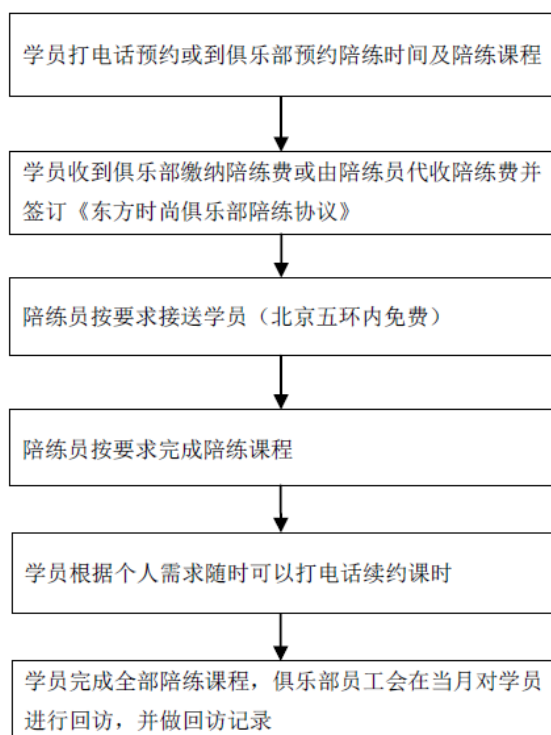 学员打电话预约或到俱乐部预约陪练时间及陪练课程
学员收到俱乐部缴纳陪练费或由陪练员代收陪练费并
签订《东方时尚俱乐部陪练协议》
陪练员按要求接送学员（北京五环内免费）
陪练员按要求完成陪练课程
学员根据个人需求随时可以打电话续约课时
学员完成全部陪练课程，俱乐部员工会在当月对学员
进行回访，并做回访记录